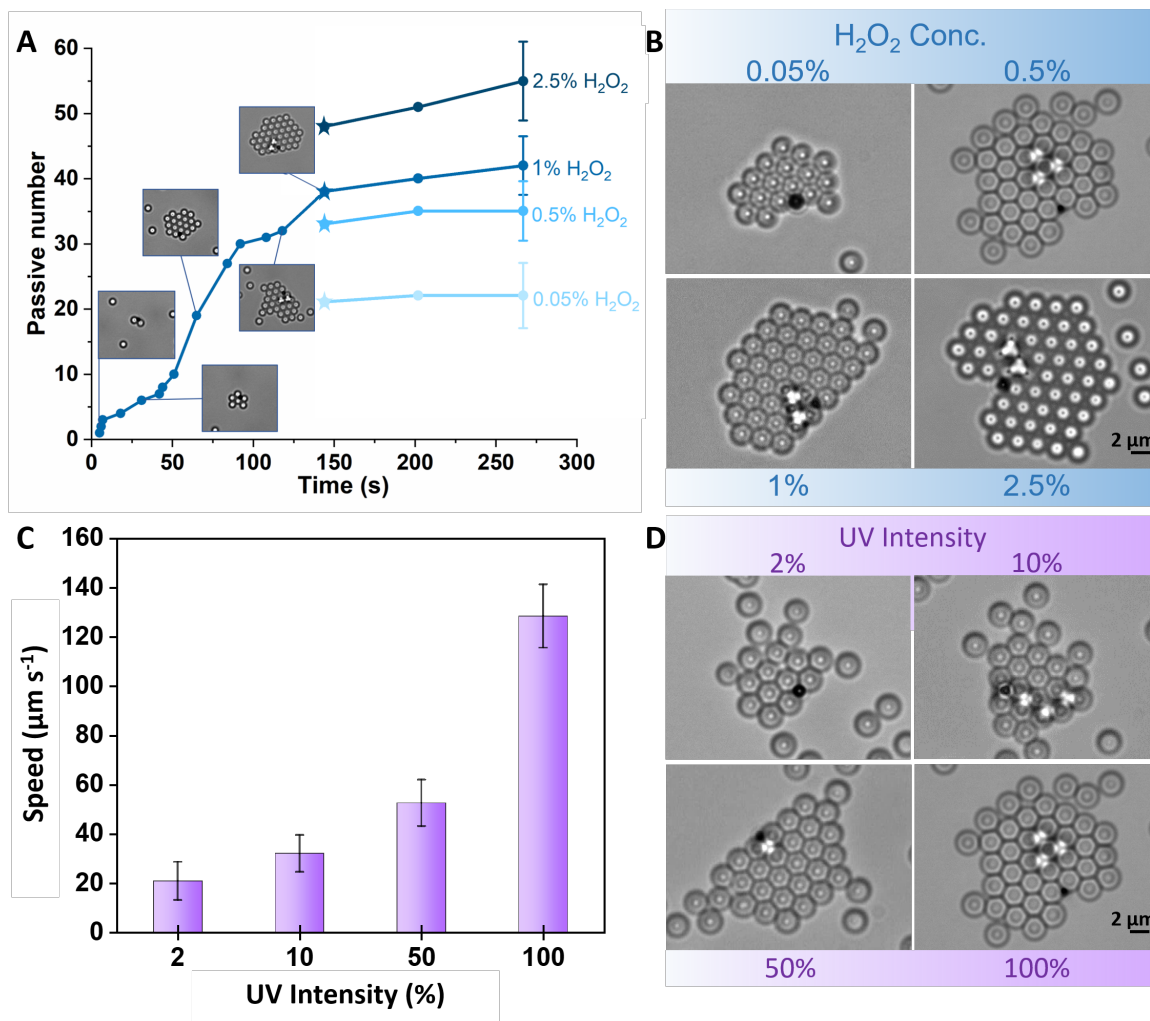 A
Passive number
60
50
40
30
20
10
0
0 50 100 150 200 250 300
Time (s)
2.5% H₂O₂
1% H₂O₂
0.5% H₂O₂
0.05% H₂O₂
B
H₂O₂ Conc.
0.05% 0.5%
2 µm
1% 2.5%
C
Speed (µm s⁻¹)
160
140
120
100
80
60
40
20
0
2 10 50 100
UV Intensity (%)
D
UV Intensity
2% 10%
2 µm
50% 100%